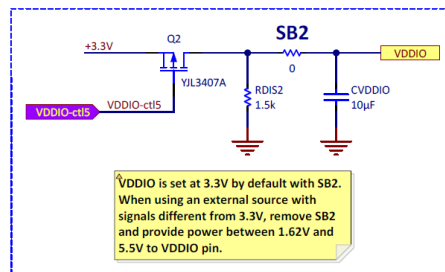 SB2
Q2
+3.3V
VDDIO
YJL3407A
0
RDIS2
1.5k
CVDDIO
10µF
VDDIO-ctl5
VDDIO-ctl5
VDDIO is set at 3.3V by default with SB2.
When using an external source with
signals different from 3.3V, remove SB2
and provide power between 1.62V and
5.5V to VDDIO pin.